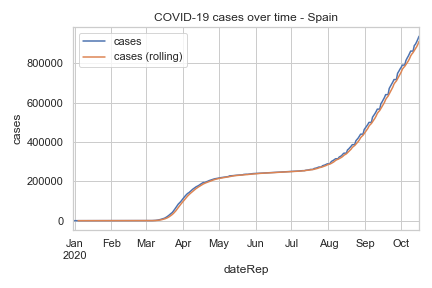 COVID-19 cases over time - Spain
cases
cases (rolling)
800000
600000
400000
200000
0
cases
Jan Feb Mar Apr May Jun Jul Aug Sep Oct
2020
dateRep